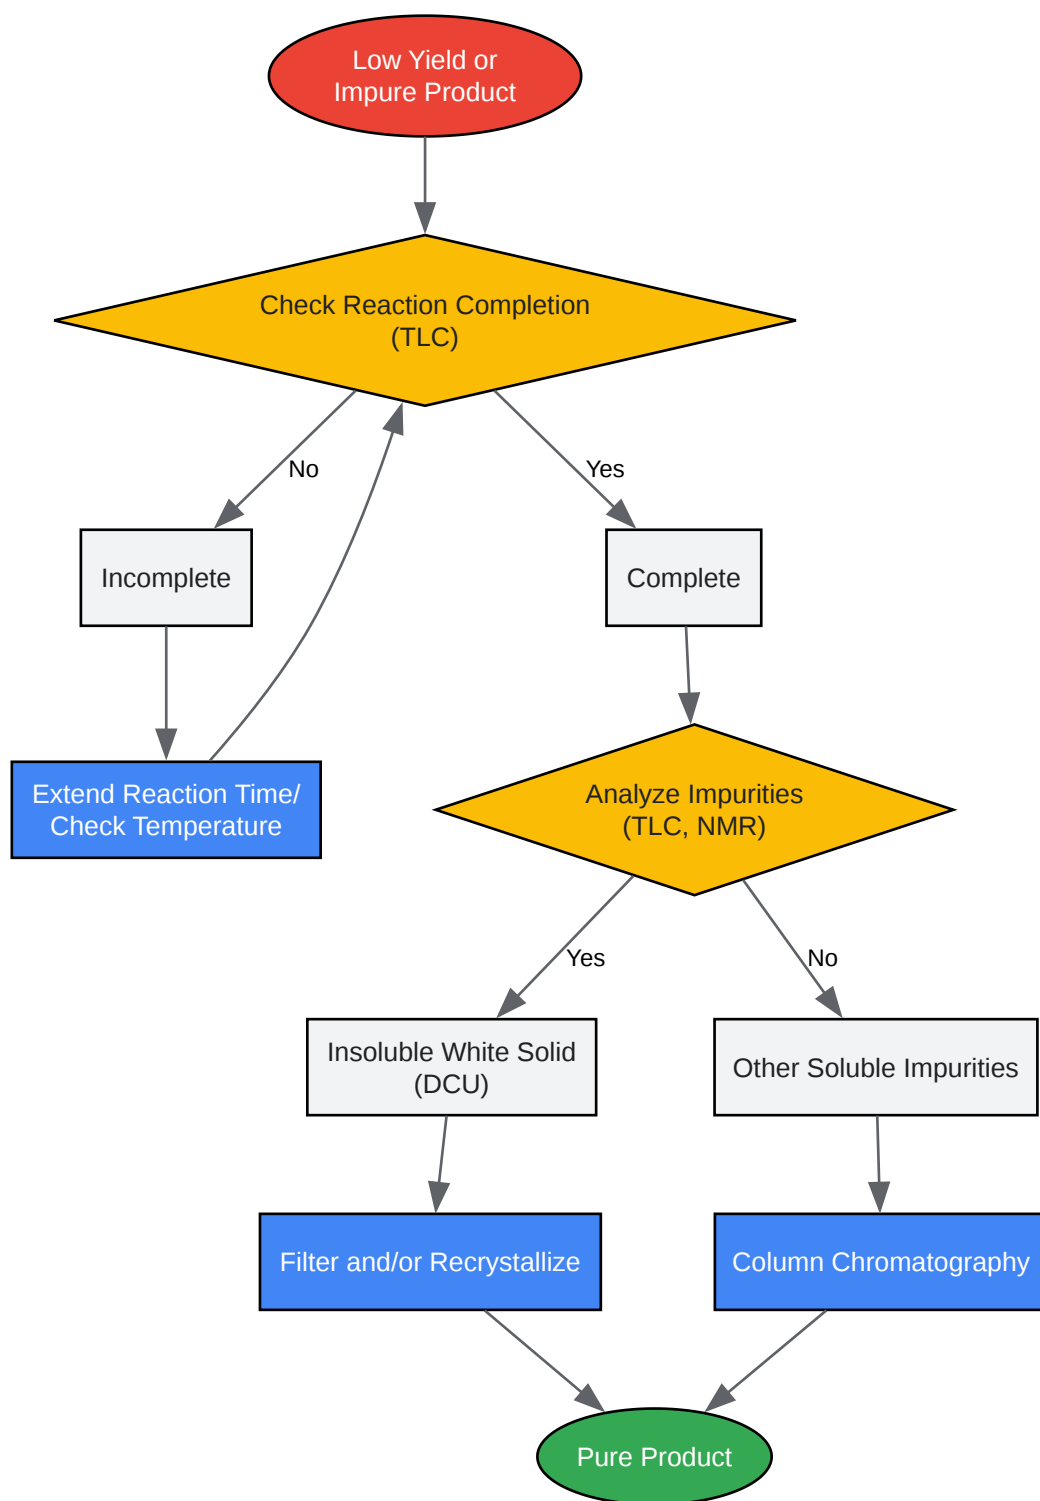 Low Yield or
Impure Product
Check Reaction Completion
(TLC)
No
Yes
Incomplete
Complete
Extend Reaction Time/
Check Temperature
Analyze Impurities
(TLC, NMR)
Yes
No
Insoluble White Solid
(DCU)
Other Soluble Impurities
Filter and/or Recrystallize
Column Chromatography
Pure Product